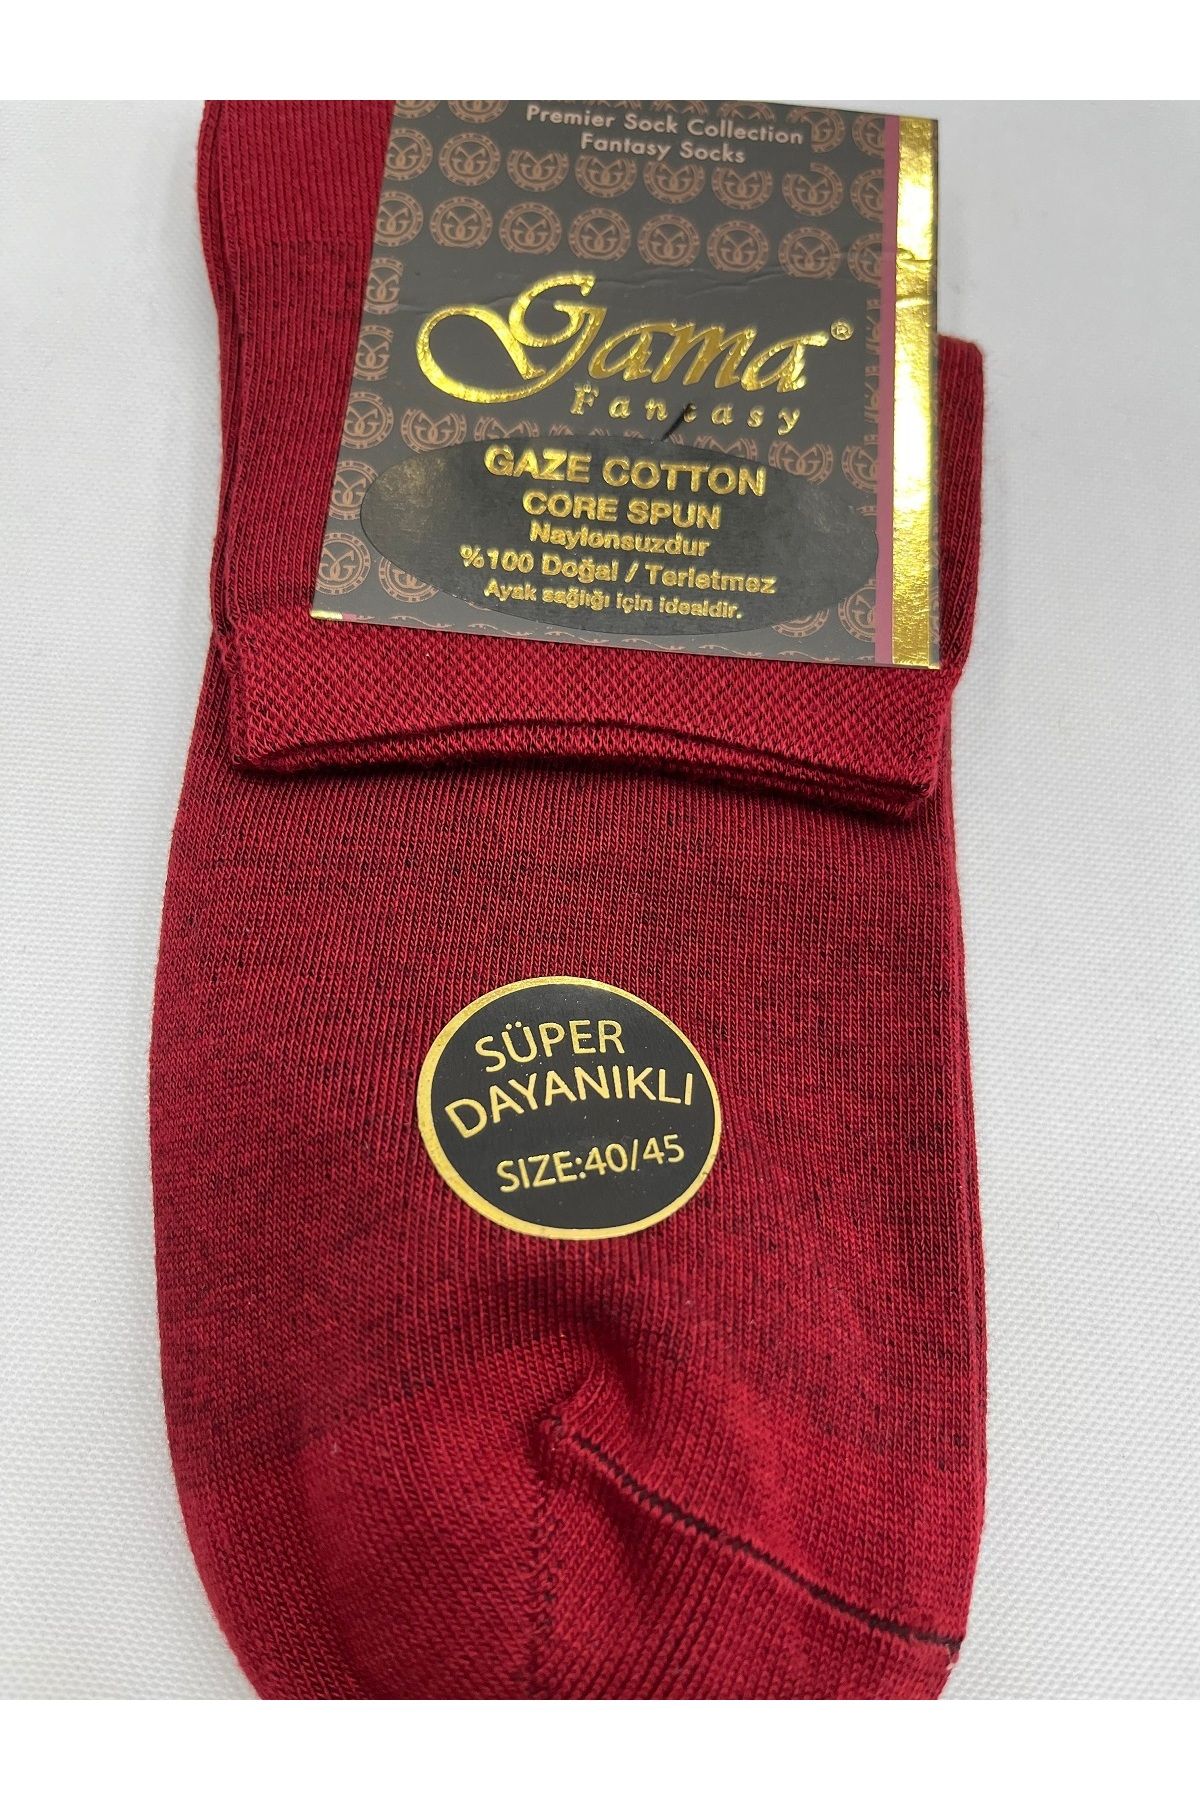 Premier Sock Collection
Fantasy Socks
Gama®
Fantasy
GAZE COTTON
CORE SPUN
Naylonsuzdur
%100 Doğal / Terletmez
Ayak sağlığı için idealdir.
SÜPER
DAYANIKLI
SIZE:40/45